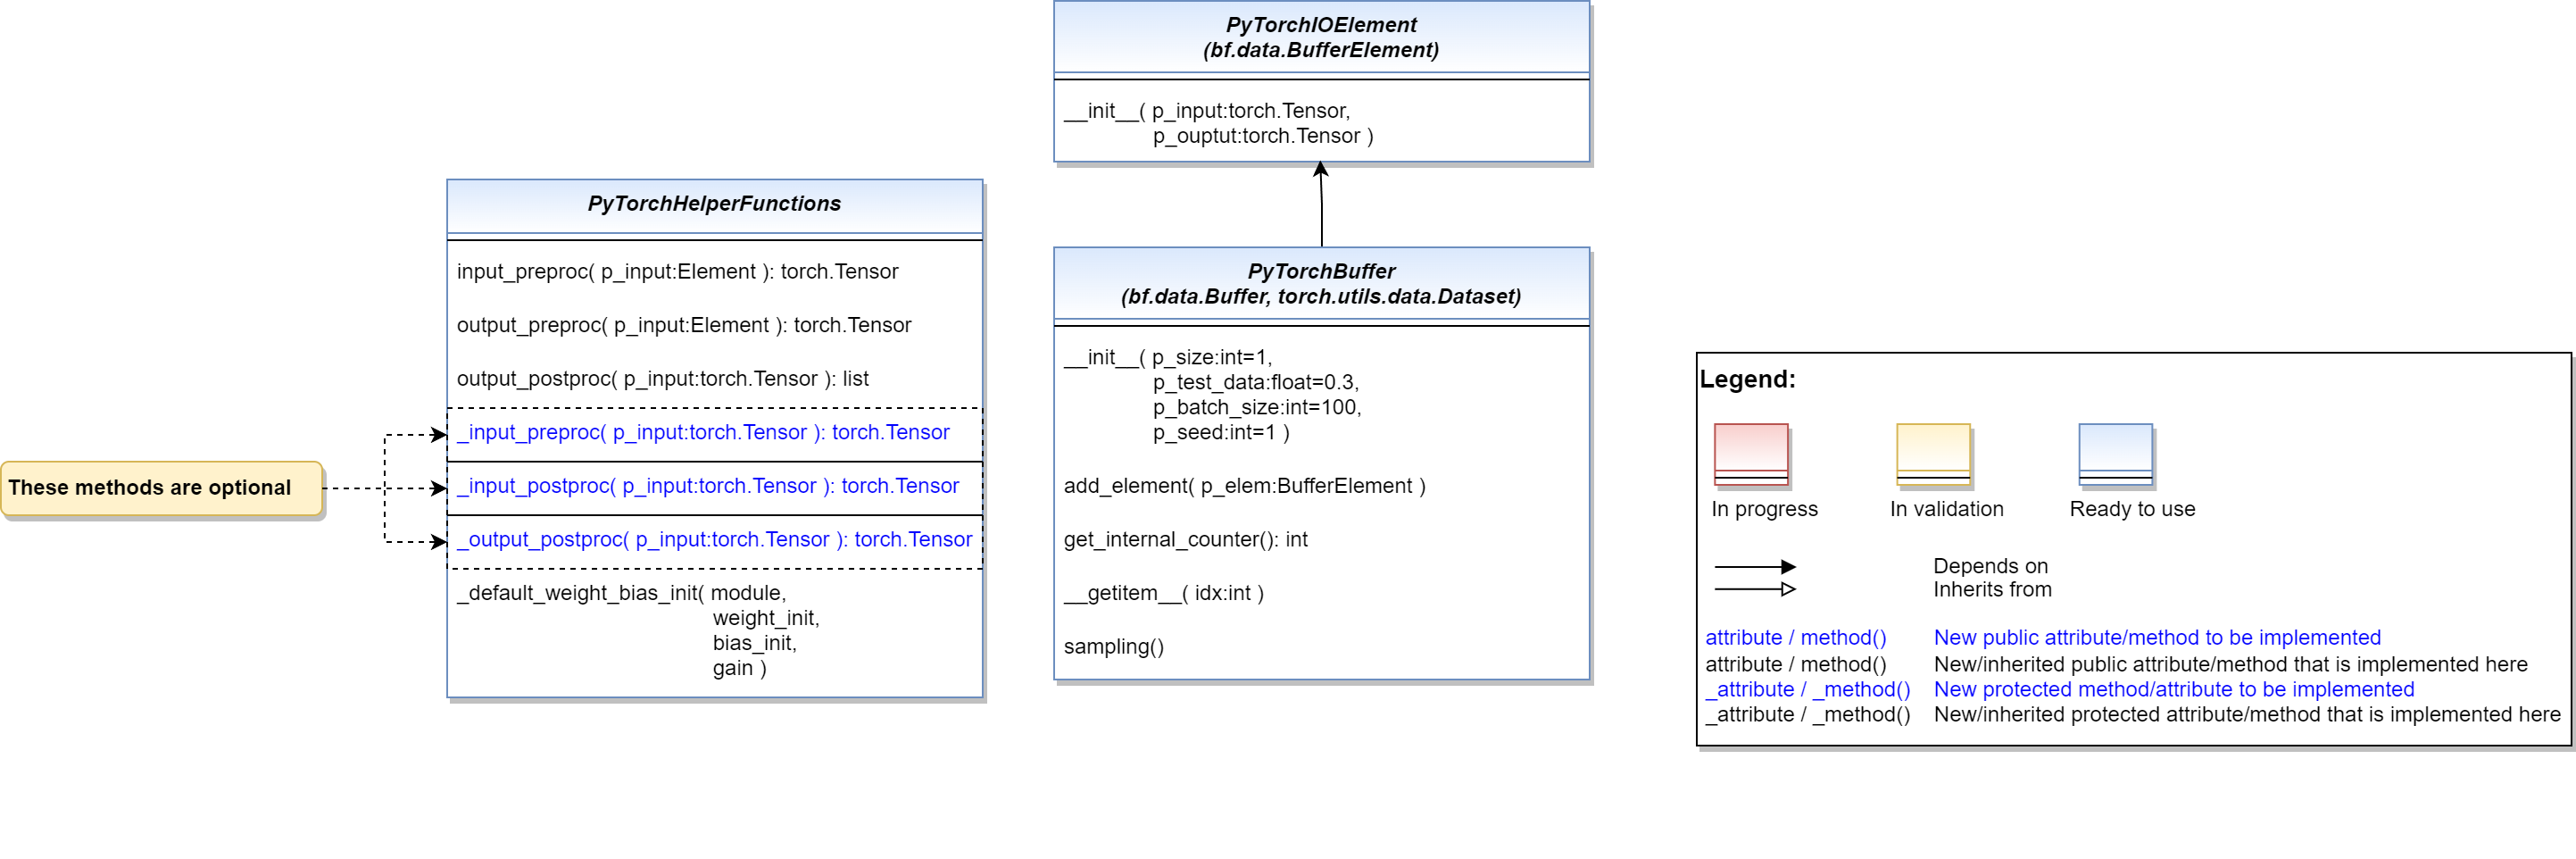 PyTorchIOElement
(bf.data.BufferElement)
__init__( p_input:torch.Tensor,
p_ouptut:torch.Tensor )
PyTorchHelperFunctions
input_preproc( p_input:Element ): torch.Tensor
output_preproc( p_input:Element ): torch.Tensor
output_postproc( p_input:torch.Tensor ): list
_input_preproc( p_input:torch.Tensor ): torch.Tensor
_input_postproc( p_input:torch.Tensor ): torch.Tensor
_output_postproc( p_input:torch.Tensor ): torch.Tensor
_default_weight_bias_init( module,
weight_init,
bias_init,
gain )
These methods are optional
PyTorchBuffer
(bf.data.Buffer, torch.utils.data.Dataset)
__init__( p_size:int=1,
p_test_data:float=0.3,
p_batch_size:int=100,
p_seed:int=1 )
add_element( p_elem:BufferElement )
get_internal_counter(): int
__getitem__( idx:int )
sampling()
Legend:
In progress
In validation
Ready to use
Depends on
Inherits from
attribute / method() New public attribute/method to be implemented
attribute / method() New/inherited public attribute/method that is implemented here
_attribute / _method() New protected method/attribute to be implemented
_attribute / _method() New/inherited protected attribute/method that is implemented here